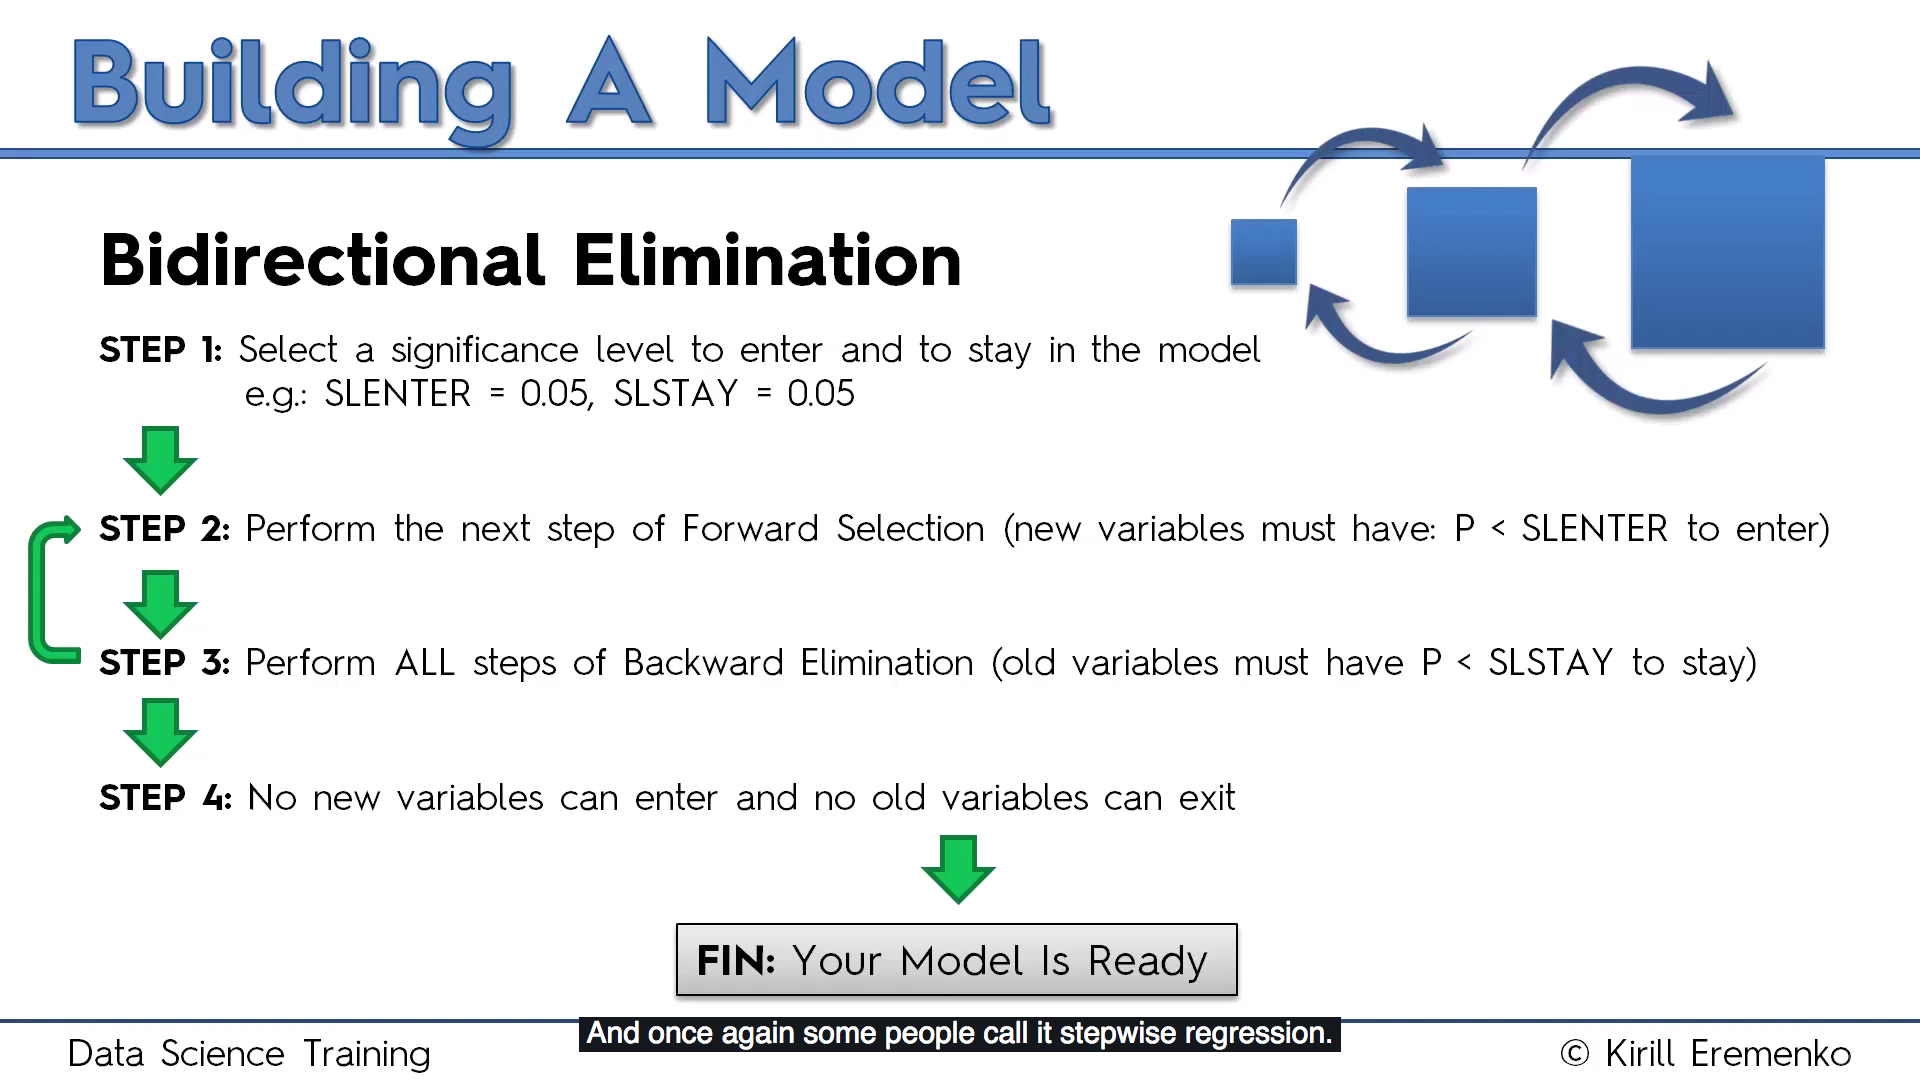 Building A Model
Bidirectional Elimination
STEP 1: Select a significance level to enter and to stay in the model
e.g.: SLENTER = 0.05, SLSTAY = 0.05
STEP 2: Perform the next step of Forward Selection (new variables must have: P < SLENTER to enter)
STEP 3: Perform ALL steps of Backward Elimination (old variables must have P < SLSTAY to stay)
STEP 4: No new variables can enter and no old variables can exit
FIN: Your Model Is Ready
And once again some people call it stepwise regression.
Data Science Training
© Kirill Eremenko